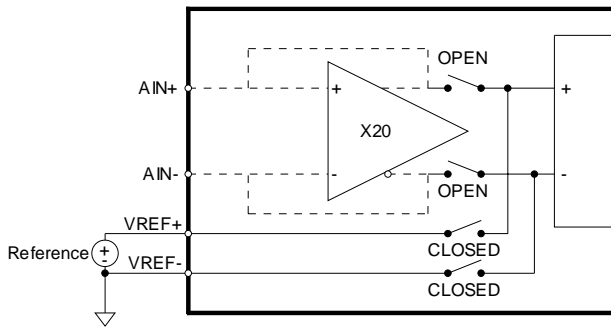 OPEN
AIN+
+
+
X20
AIN-
-
-
OPEN
VREF+
CLOSED
Reference
+
-
VREF-
CLOSED